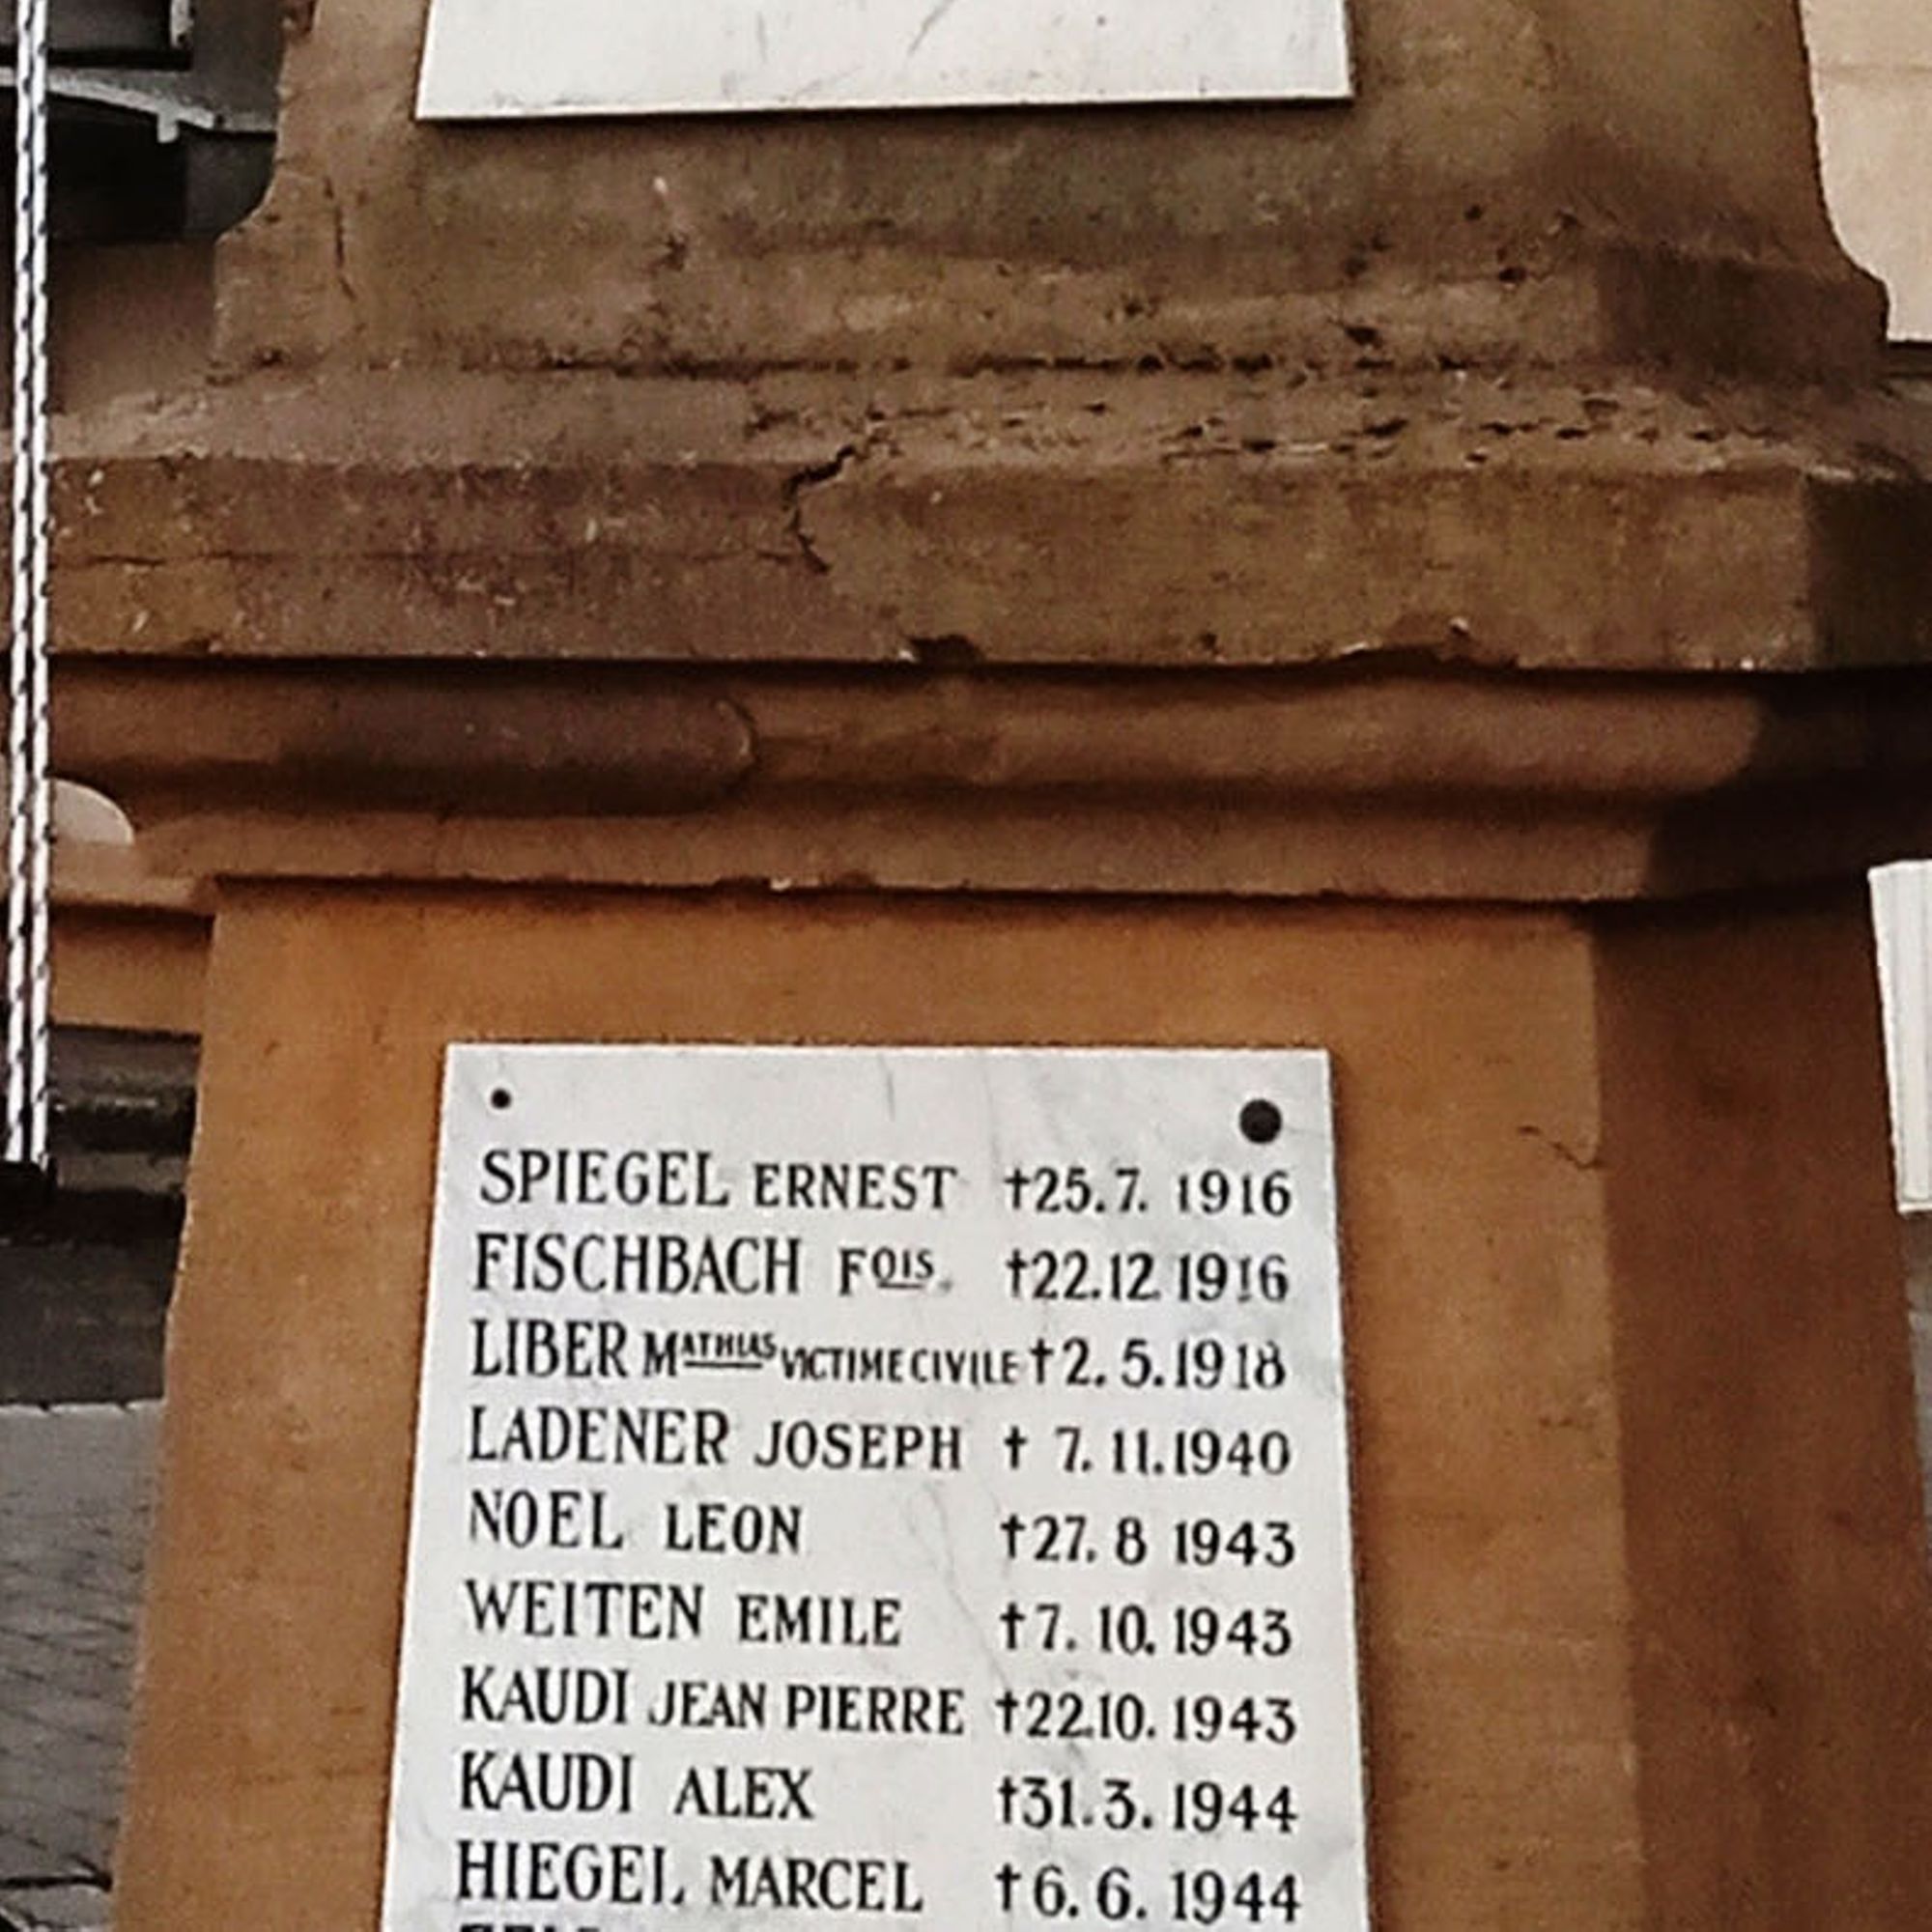 SPIEGEL ERNEST †25.7. 1916
FISCHBACH FOIS. †22.12 1916
LIBER MATHIAS VICTIME CIVILE †2.5.1918
LADENER JOSEPH † 7.11.1940
NOEL LEON †27.8 1943
WEITEN EMILE †7.10.1943
KAUDI JEAN PIERRE †22.10.1943
KAUDI ALEX †31.3.1944
HIEGEL MARCEL †6.6.1944